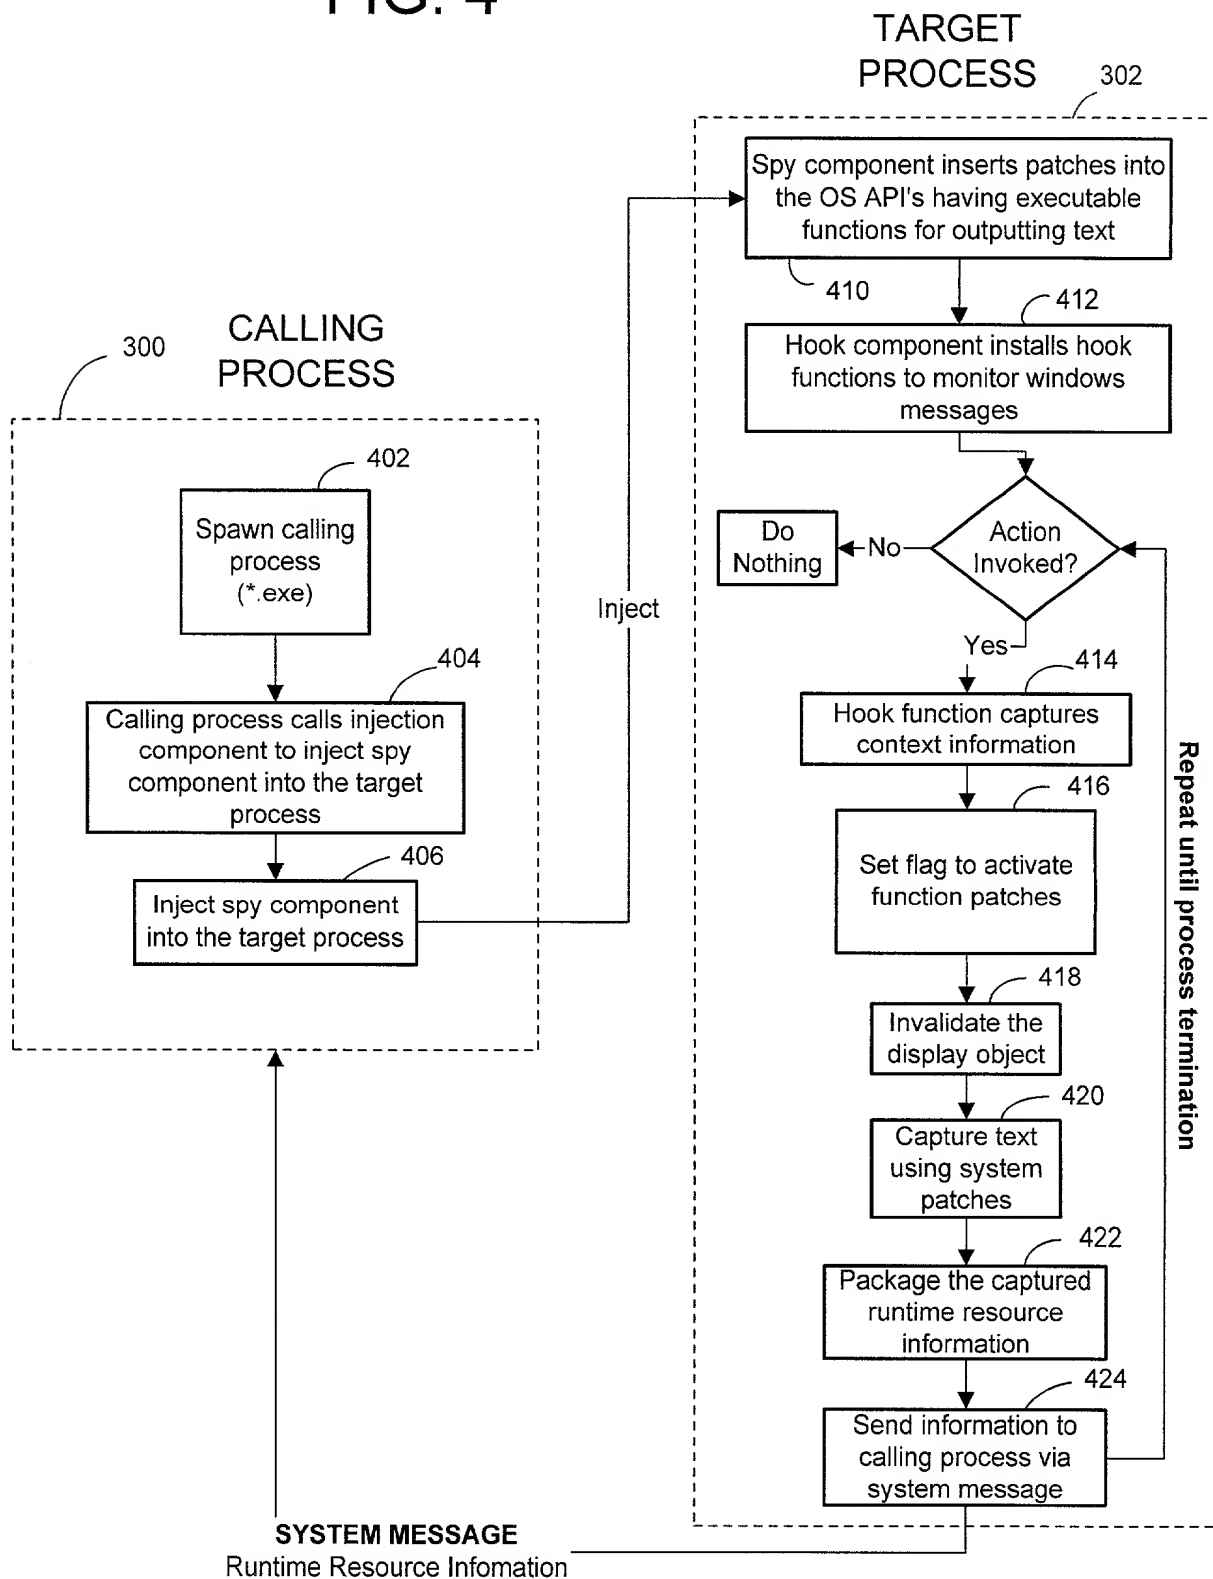 FIG. 4
TARGET
PROCESS
302
Spy component inserts patches into
the OS API's having executable
functions for outputting text
410
412
Hook component installs hook
functions to monitor windows
messages
CALLING
PROCESS
300
402
Spawn calling
process
(*.exe)
404
Calling process calls injection
component to inject spy
component into the target
process
406
Inject spy component
into the target process
Inject
Action
Invoked?
No
Do
Nothing
Yes
414
Hook function captures
context information
416
Set flag to activate
function patches
418
Invalidate the
display object
420
Capture text
using system
patches
422
Package the captured
runtime resource
information
424
Send information to
calling process via
system message
Repeat until process termination
SYSTEM MESSAGE
Runtime Resource Infomation